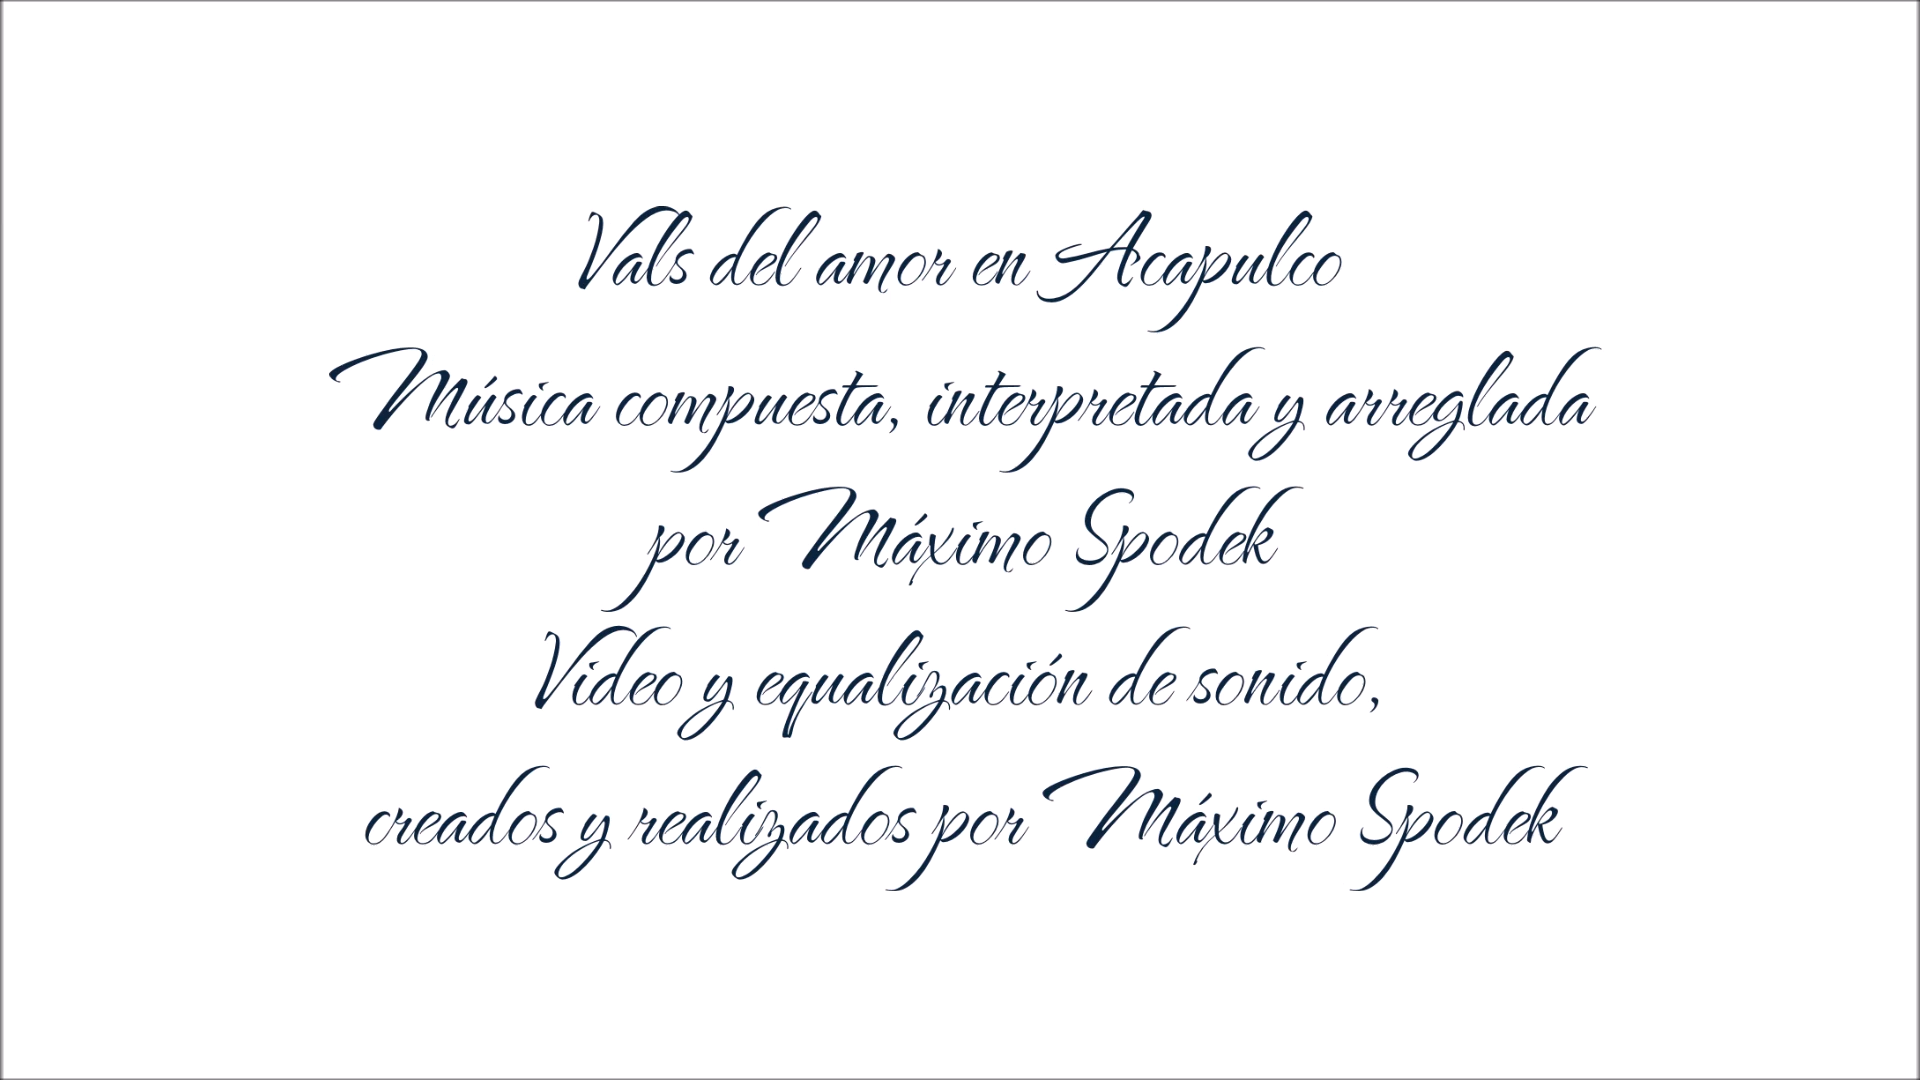 Vals del amor en Acapulco
Música compuesta, interpretada y arreglada
por Máximo Spodek
Video y equalización de sonido,
creados y realizados por Máximo Spodek